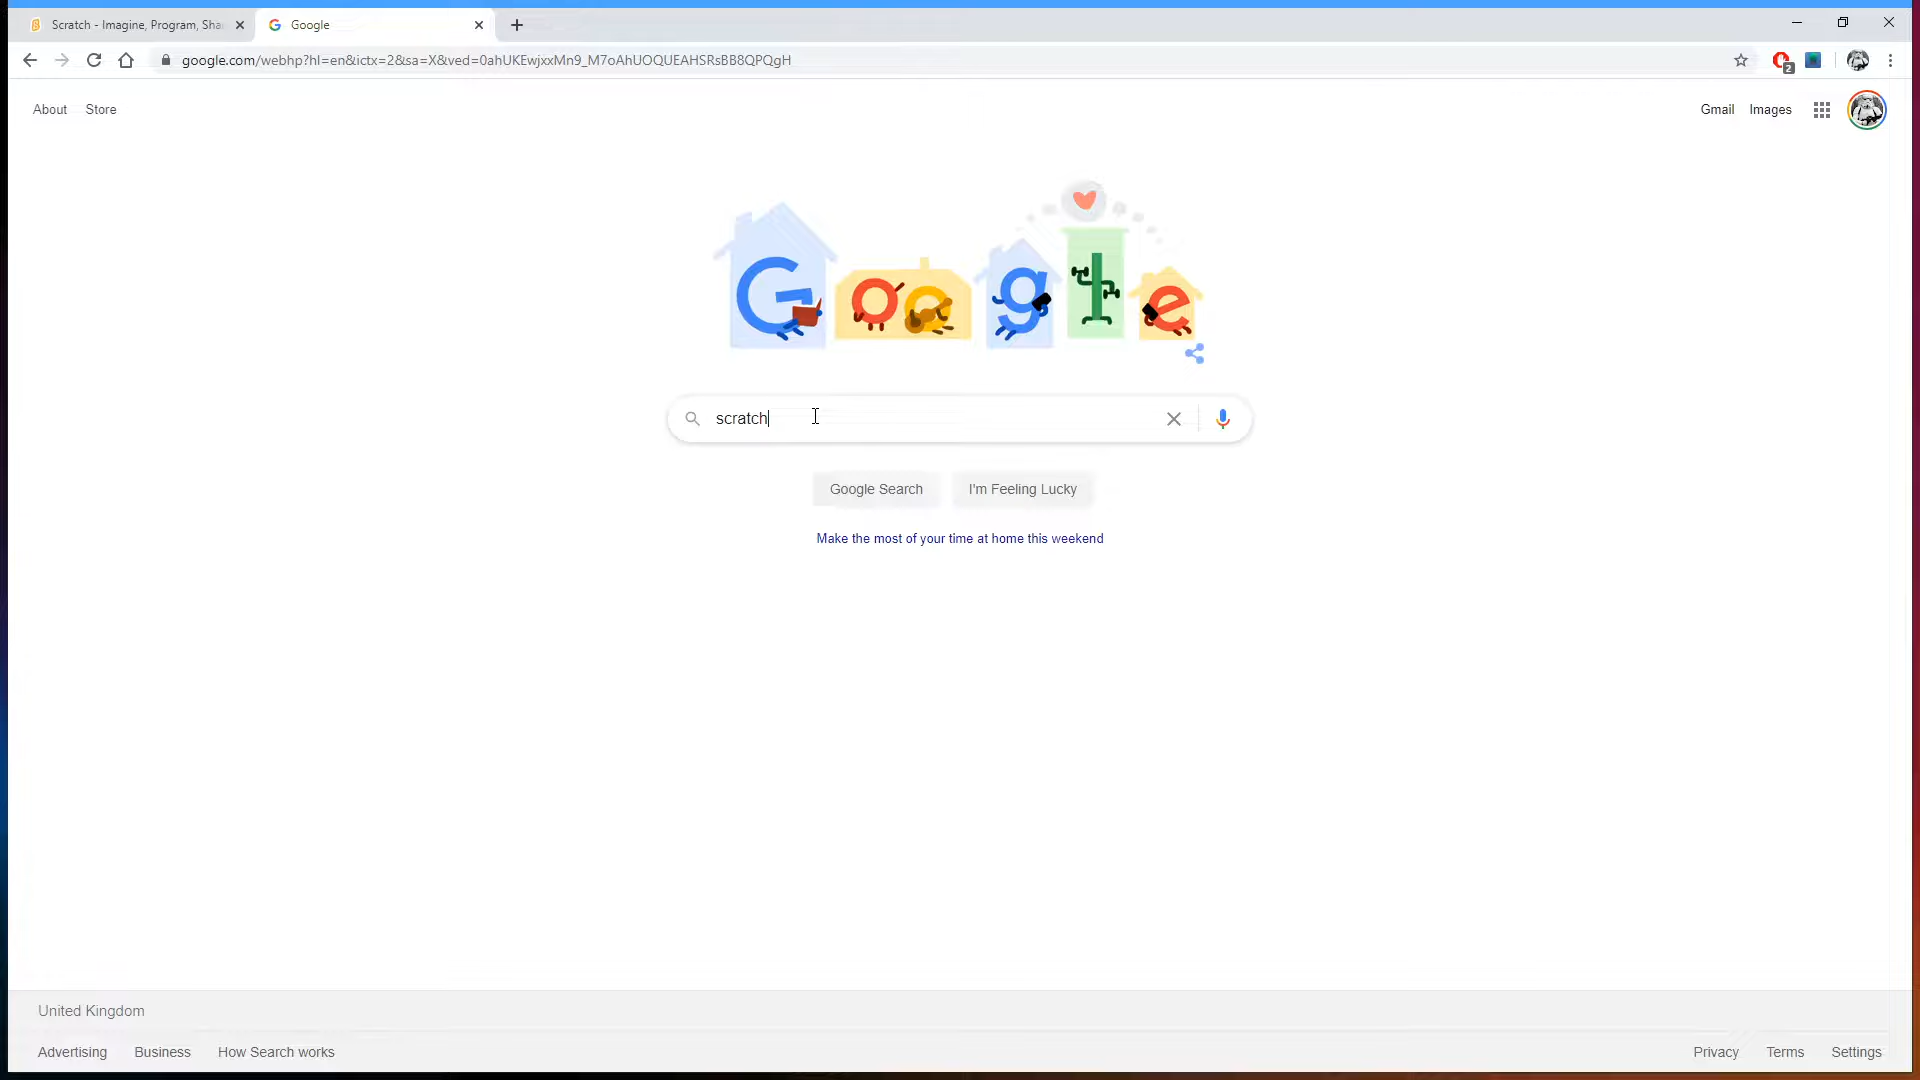 Scratch - Imagine, Program, Sha
Google
google.com/webhp?hl=en&ictx=2&sa=X&ved=0ahUKEwjxxMn9_M7oAhUOQUEAHSRsBB8QPQgH
2
About Store
Gmail Images
Google
scratch
Google Search I'm Feeling Lucky
Make the most of your time at home this weekend
United Kingdom
Advertising Business How Search works
Privacy Terms Settings